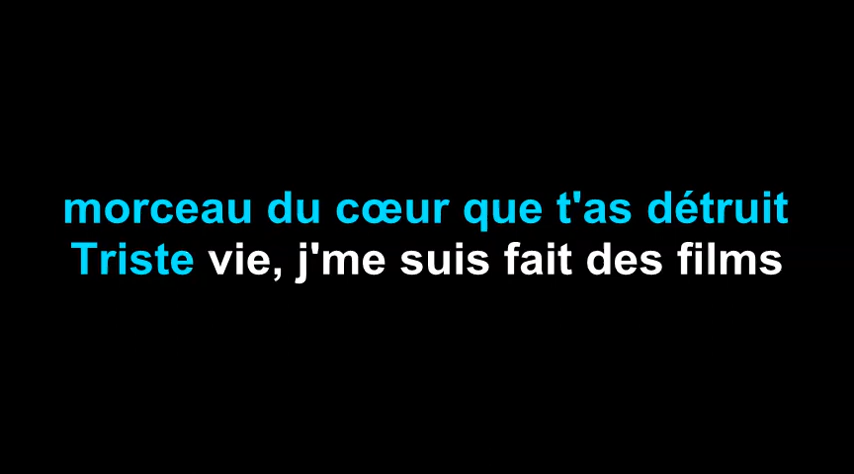 morceau du cœur que t'as détruit
Triste vie, j'me suis fait des films